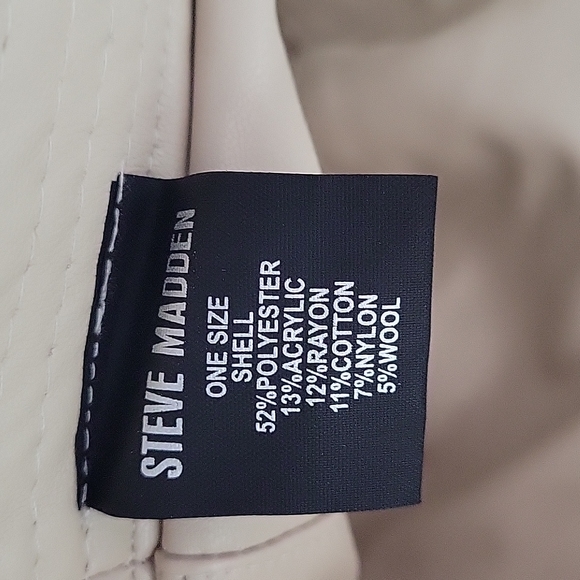 STEVE MADDEN
ONE SIZE
SHELL
52%POLYESTER
13%ACRYLIC
12%RAYON
11%COTTON
7%NYLON
5%WOOL